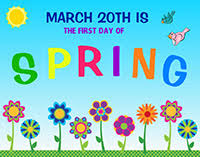 MARCH 20TH IS
THE FIRST DAY OF
SPRING